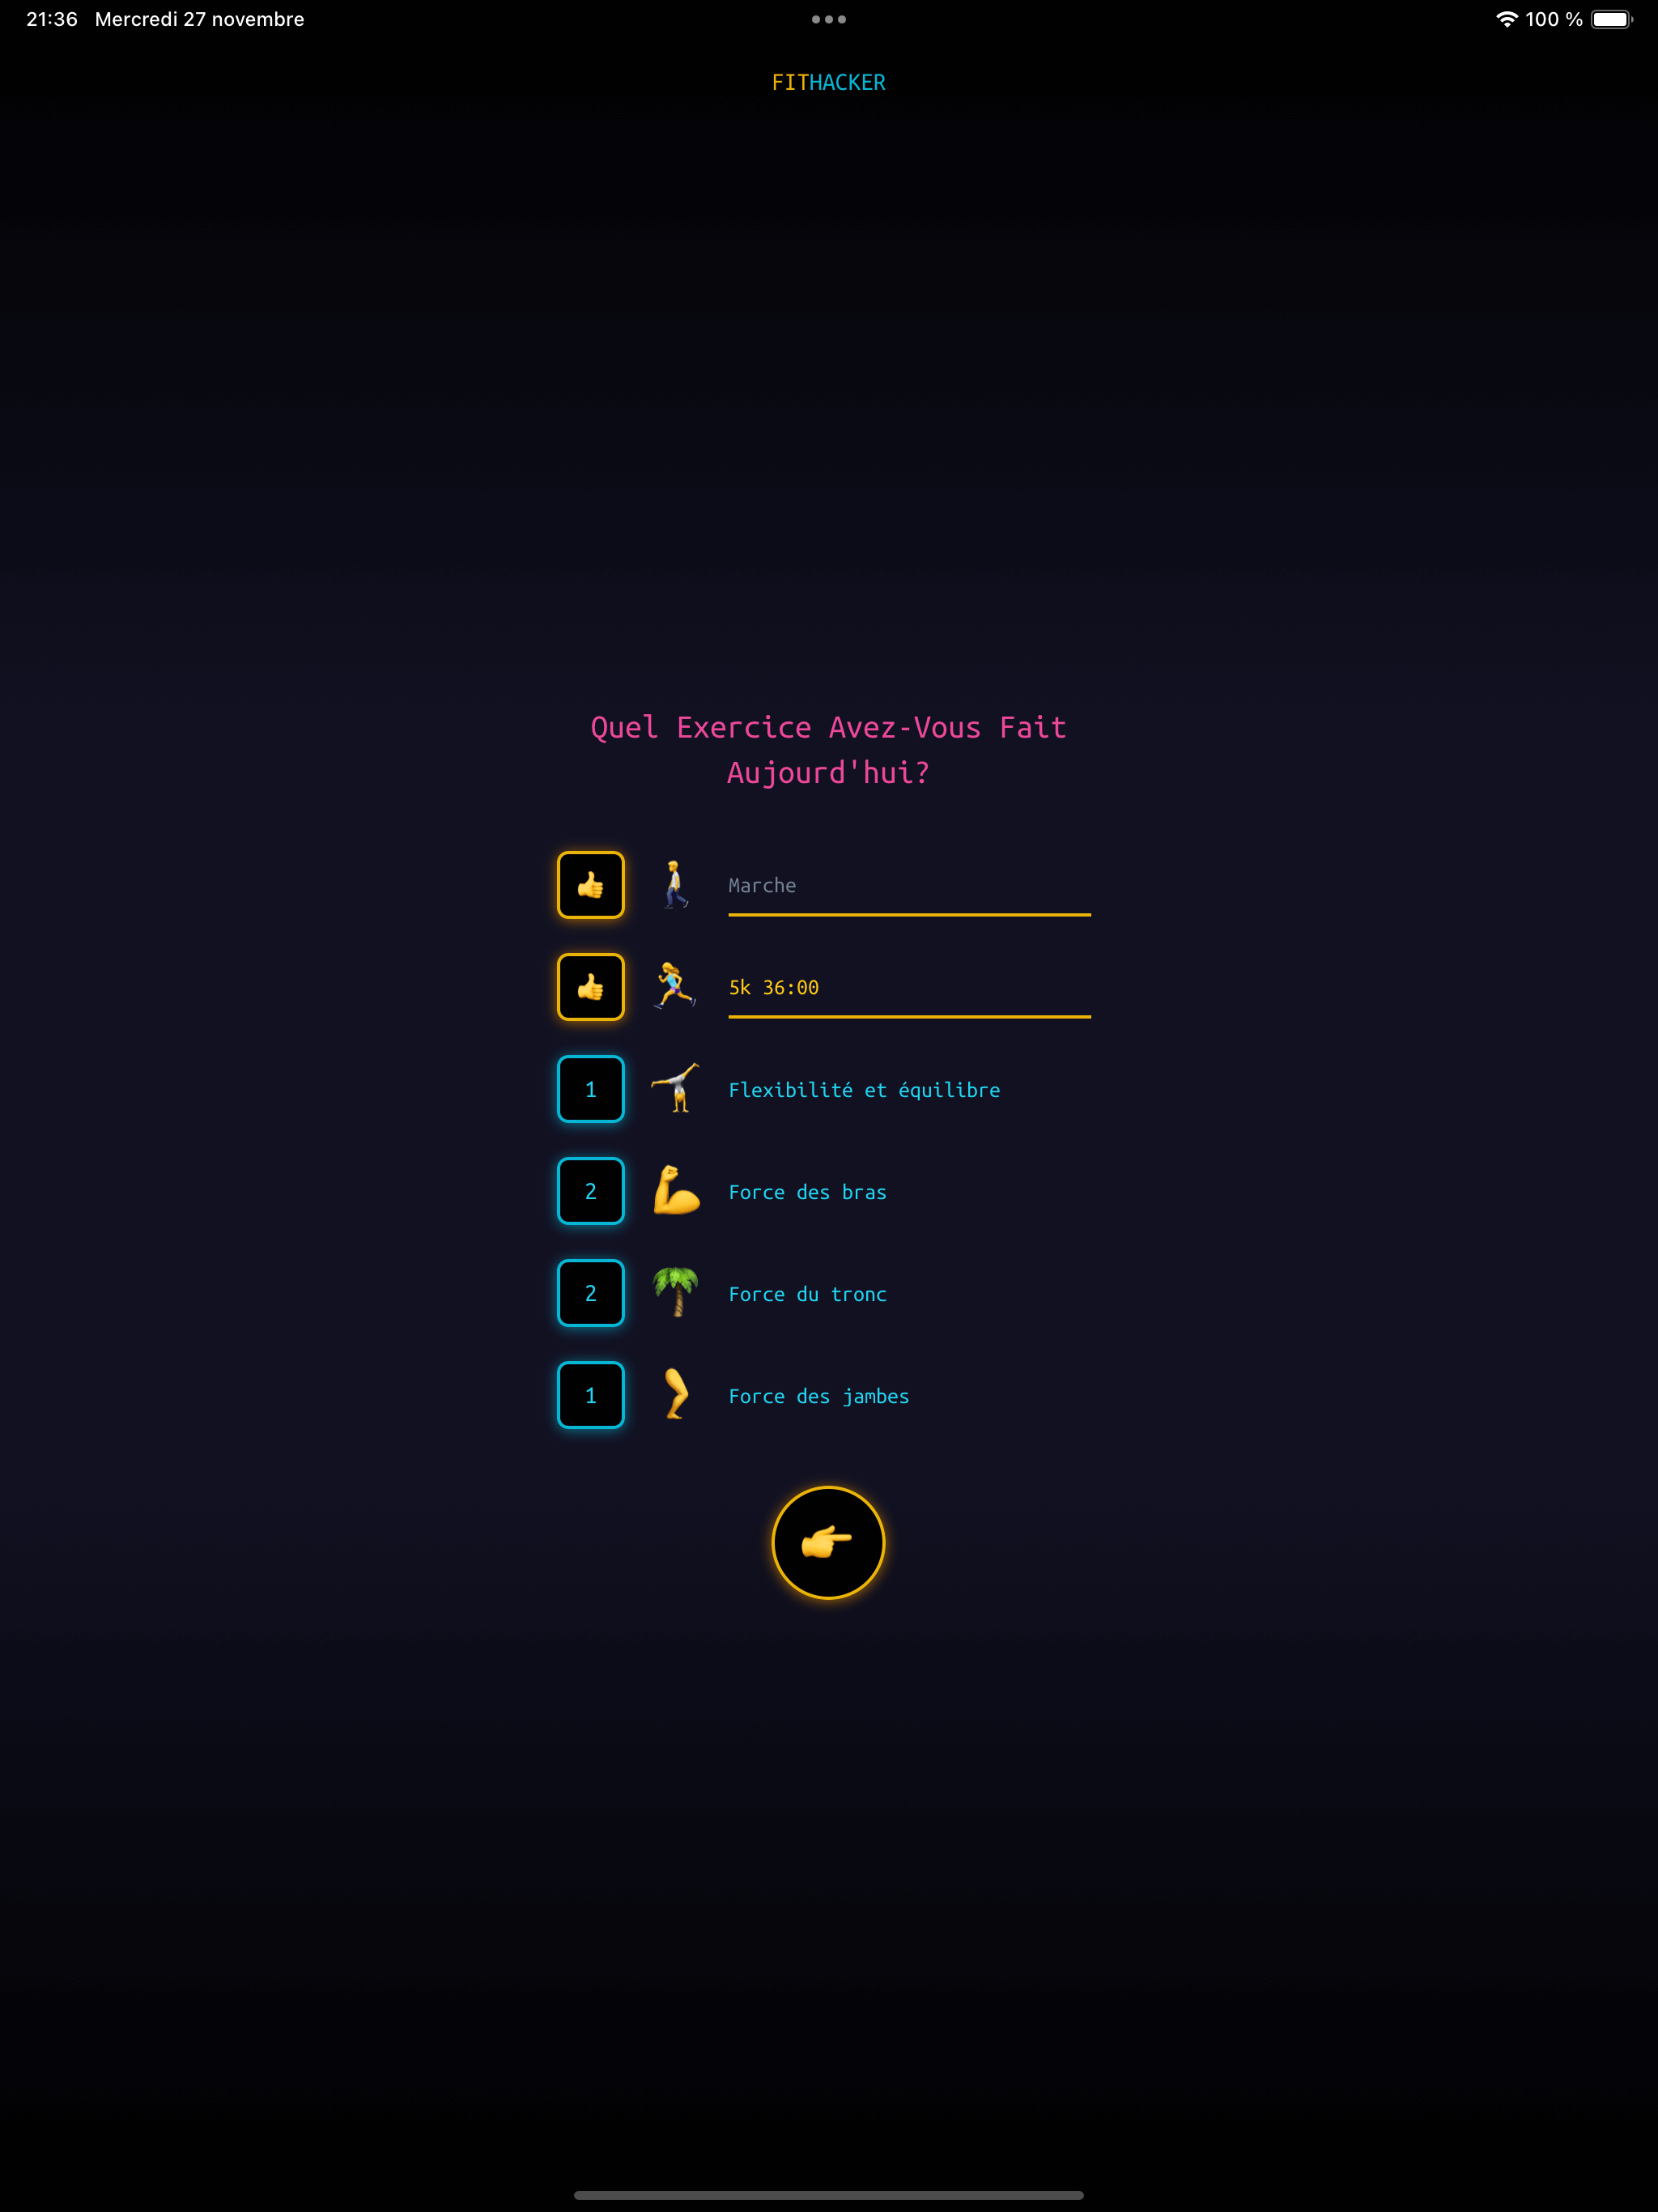 21:36 Mercredi 27 novembre
100 %
FITHACKER
Quel Exercice Avez-Vous Fait
Aujourd'hui?
Marche
5k 36:00
1 Flexibilité et équilibre
2 Force des bras
2 Force du tronc
1 Force des jambes